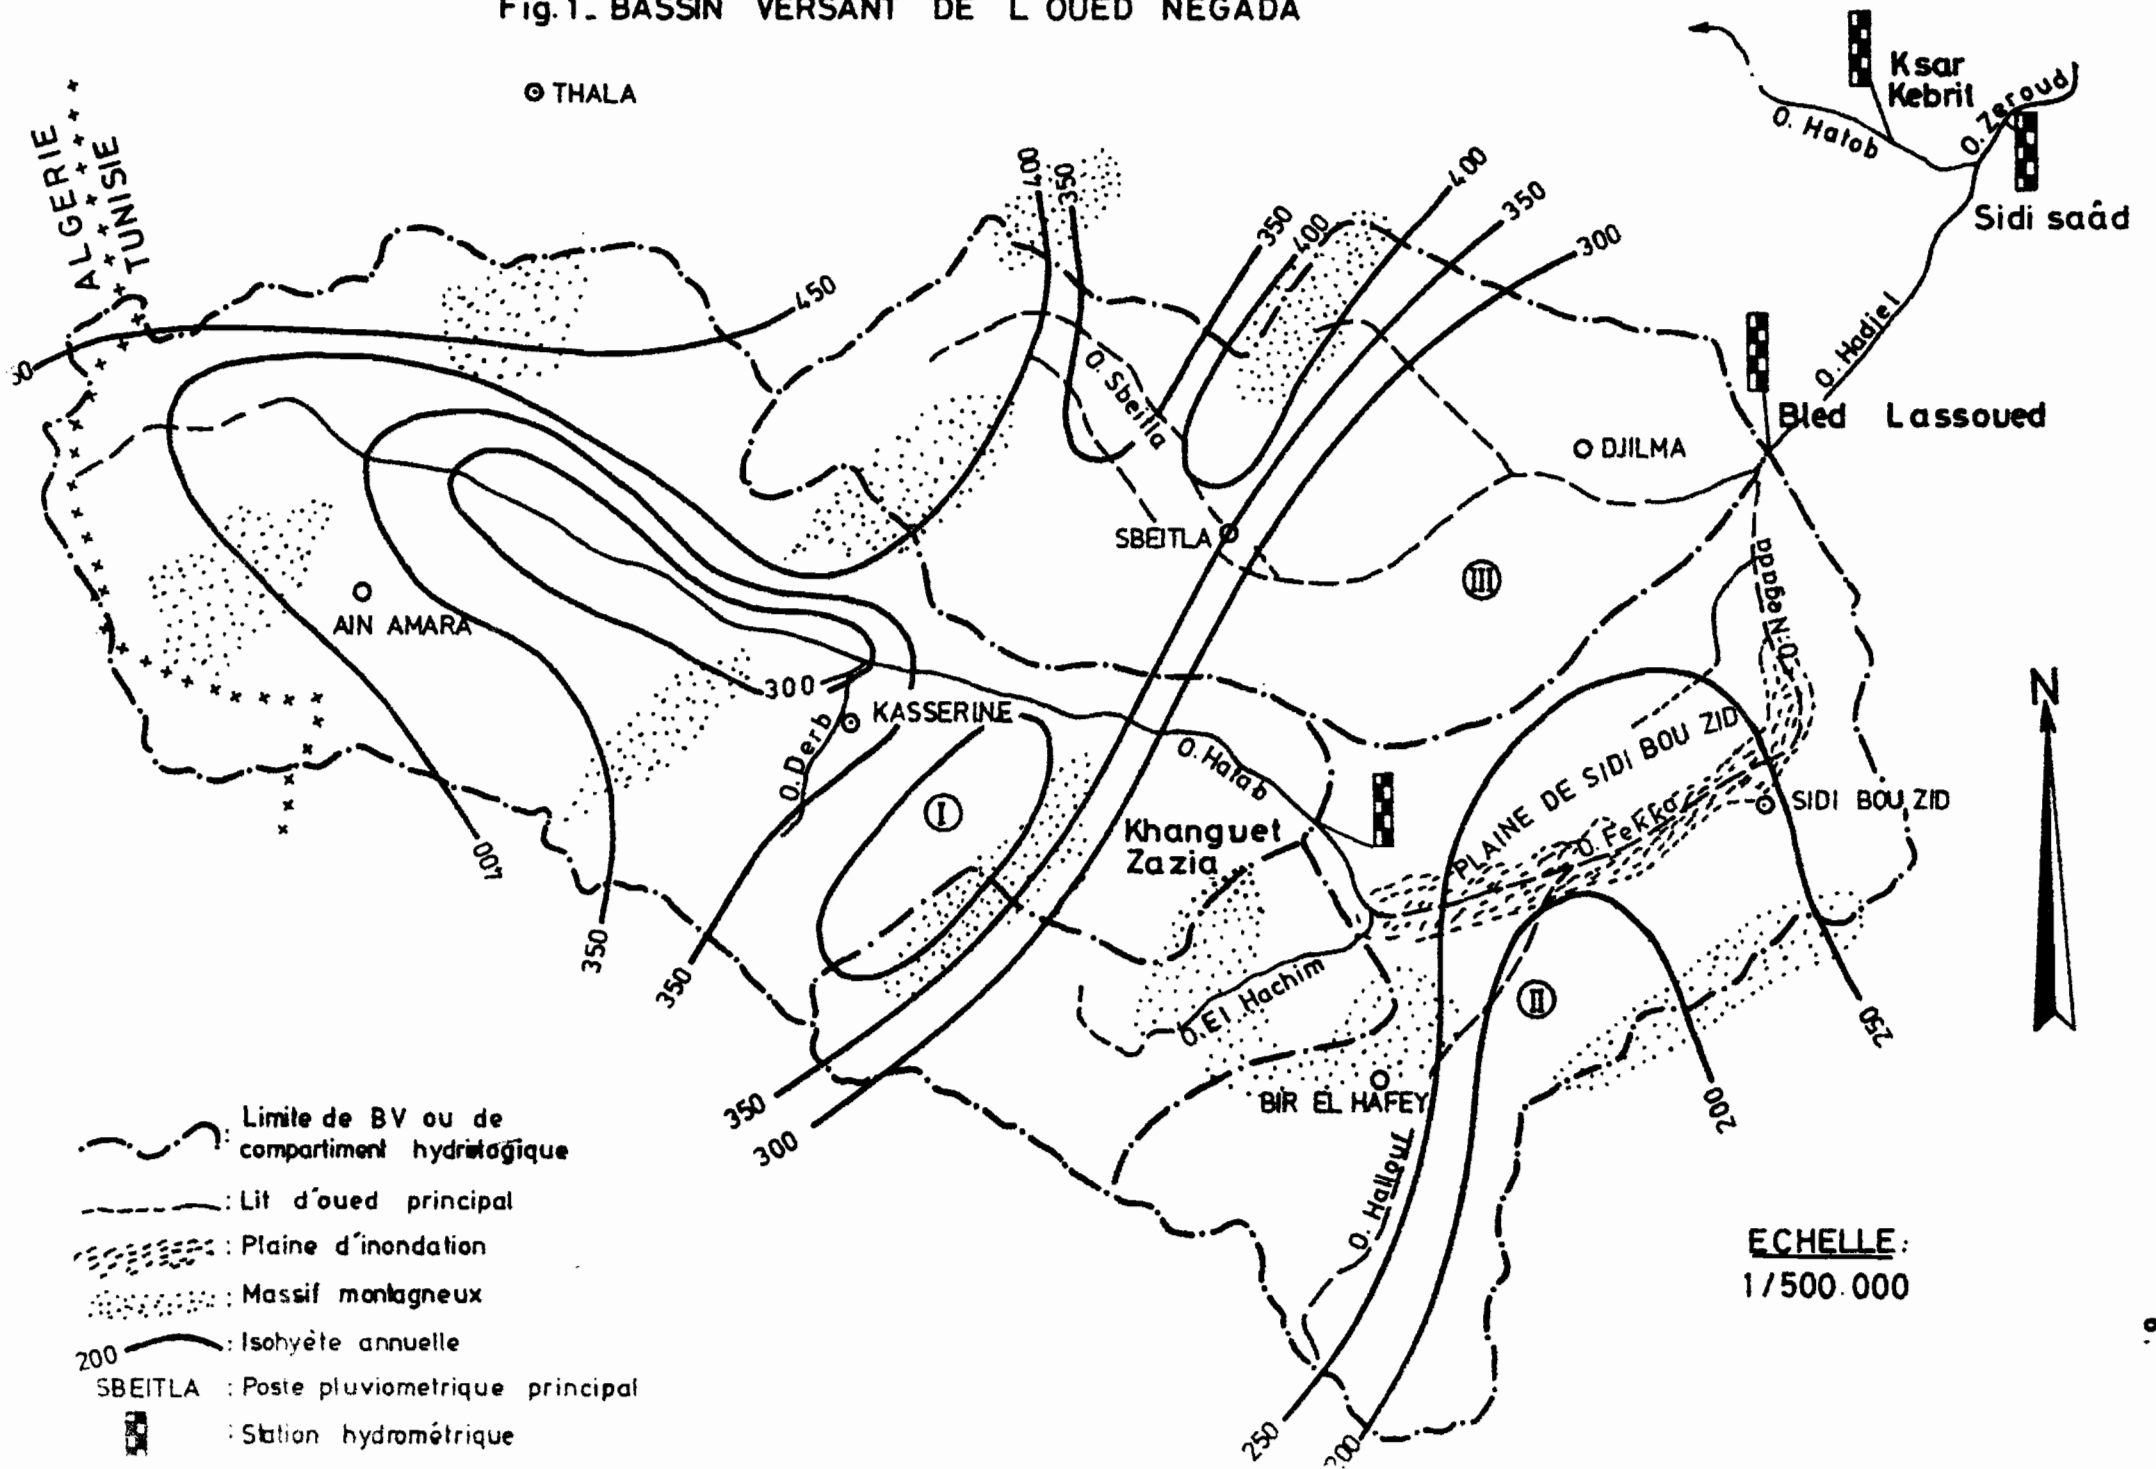 Fig.1_ BASSIN VERSANT DE L'OUED NEGADA
THALA
ALGERIE
TUNISIE
Ksar
Kebrit
O. Hatob
O. Zeroud
Sidi saâd
400
350
350
400
400
350
300
450
O. Sbeitla
O. Hadjel
Bled Lassoued
DJILMA
SBEITLA
III
O. Negada
AIN AMARA
300
KASSERINE
O. Derb
O. Hatab
I
Khanguet
Zazia
PLAINE DE SIDI BOU ZID
O. Fekka
SIDI BOU ZID
N
400
350
350
O. El Hachim
II
250
BIR EL HAFEY
200
350
300
O. Hallouf
250
200
Limite de BV ou de
compartiment hydrologique
: Lit d'oued principal
: Plaine d'inondation
: Massif montagneux
200 : Isohyète annuelle
SBEITLA : Poste pluviometrique principal
: Station hydrométrique
ECHELLE:
1/500.000